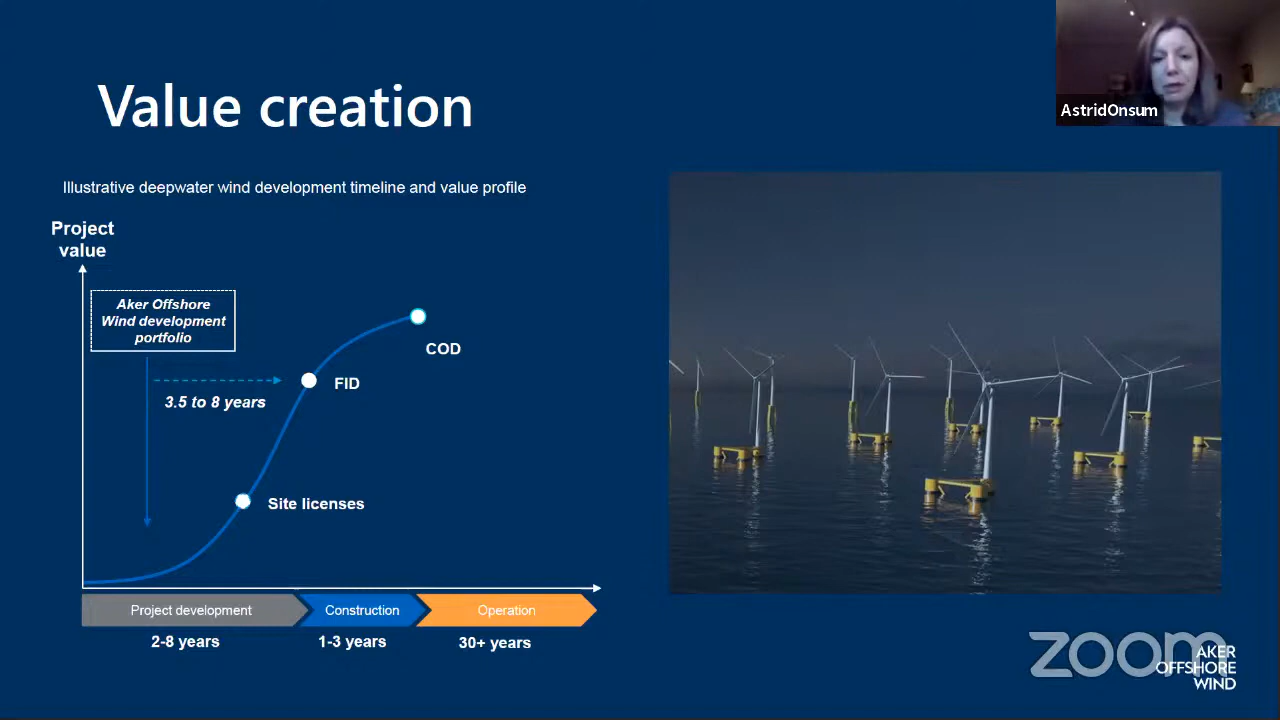 Value creation
AstridOnsum
Illustrative deepwater wind development timeline and value profile
Project
value
Aker Offshore
Wind development
portfolio
COD
FID
3.5 to 8 years
Site licenses
Project development
Construction
Operation
2-8 years
1-3 years
30+ years
zoom
AKER
OFFSHORE
WIND